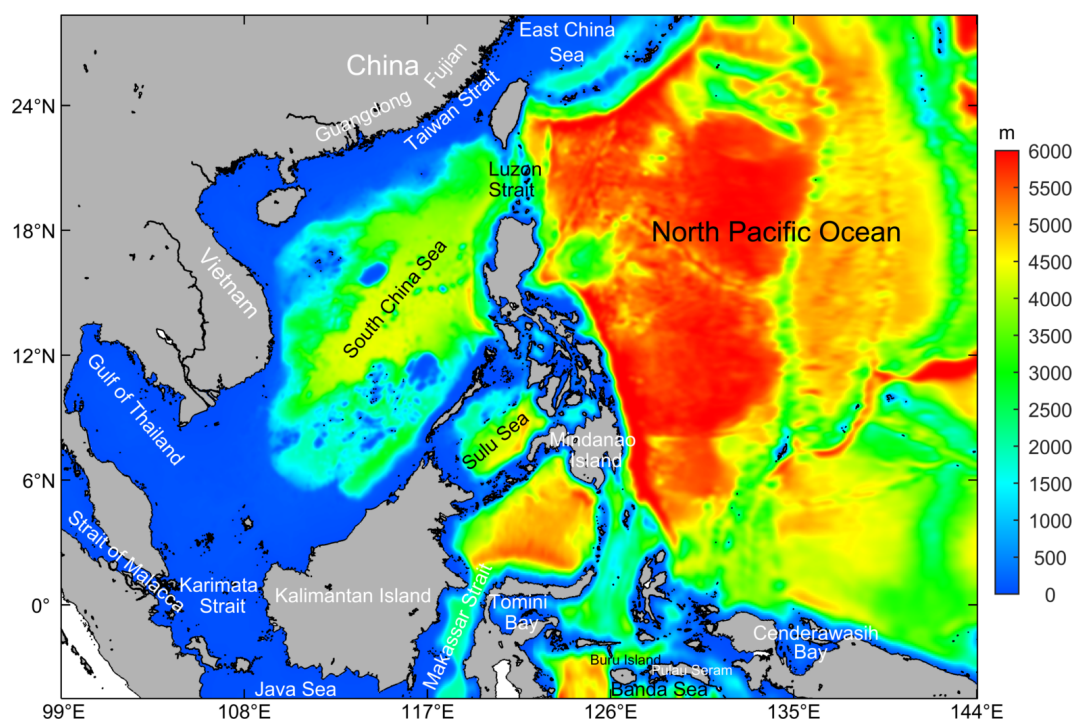 East China
Sea
China
Fujian
Guangdong
Taiwan Strait
24°N
m
6000
5500
5000
4500
4000
3500
3000
2500
2000
1500
1000
500
0
Luzon
Strait
18°N
North Pacific Ocean
Vietnam
South China Sea
12°N
Gulf of Thailand
Sulu Sea
Mindanao
Island
6°N
Strait of Malacca
Karimata
Strait
Kalimantan Island
Makassar Strait
Tomini
Bay
0°
Cenderawasih
Bay
Buru Island
Pulau Seram
Java Sea
Banda Sea
99°E
108°E
117°E
126°E
135°E
144°E